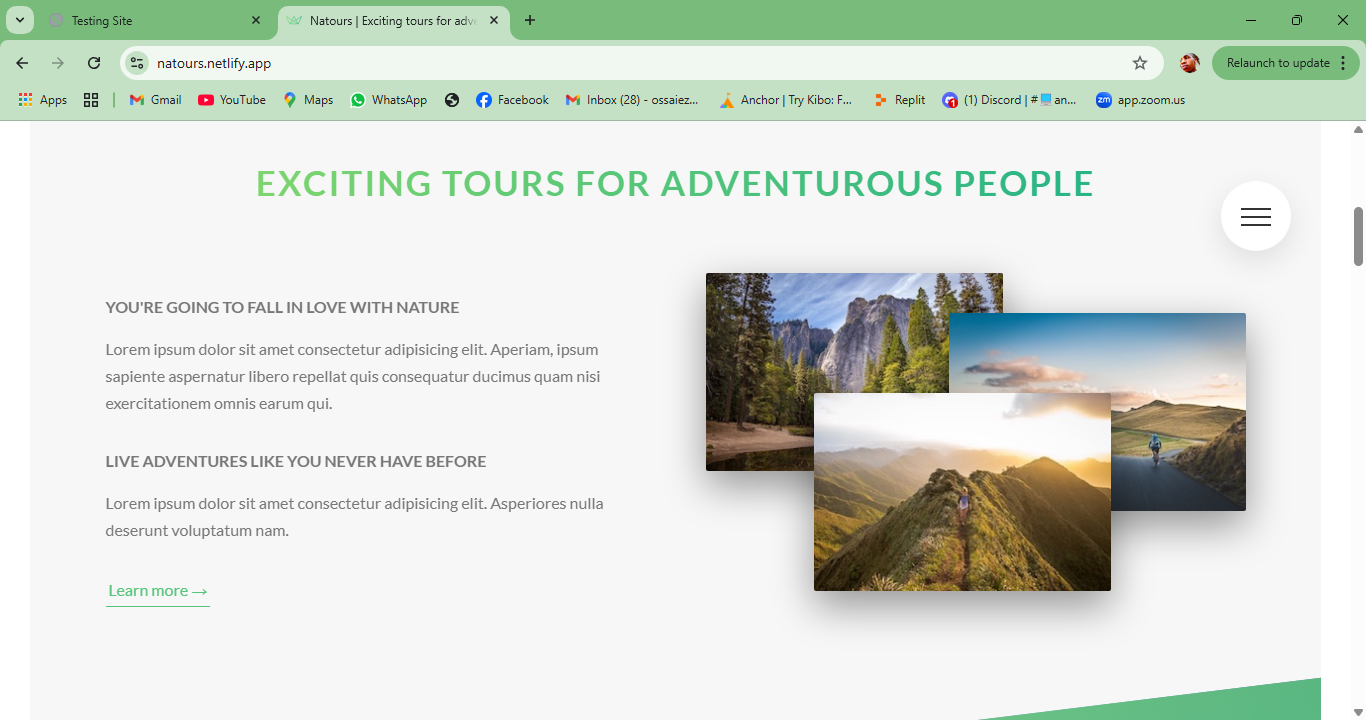 Testing Site
Natours | Exciting tours for adve
natours.netlify.app
Relaunch to update
Apps
Gmail
YouTube
Maps
WhatsApp
Facebook
Inbox (28) - ossaiez...
Anchor | Try Kibo: F...
Replit
(1) Discord | #💻an...
zm
app.zoom.us
EXCITING TOURS FOR ADVENTUROUS PEOPLE
YOU'RE GOING TO FALL IN LOVE WITH NATURE
Lorem ipsum dolor sit amet consectetur adipisicing elit. Aperiam, ipsum
sapiente aspernatur libero repellat quis consequatur ducimus quam nisi
exercitationem omnis earum qui.
LIVE ADVENTURES LIKE YOU NEVER HAVE BEFORE
Lorem ipsum dolor sit amet consectetur adipisicing elit. Asperiores nulla
deserunt voluptatum nam.
Learn more →